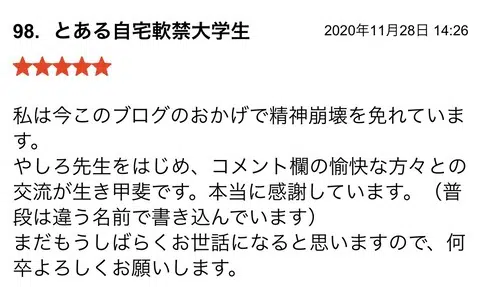 98. とある自宅軟禁大学生
2020年11月28日 14:26
★★★★★
私は今このブログのおかげで精神崩壊を免れていま
す。
やしろ先生をはじめ、コメント欄の愉快な方々との
交流が生き甲斐です。本当に感謝しています。（普
段は違う名前で書き込んでいます）
まだもうしばらくお世話になると思いますので、何
卒よろしくお願いします。